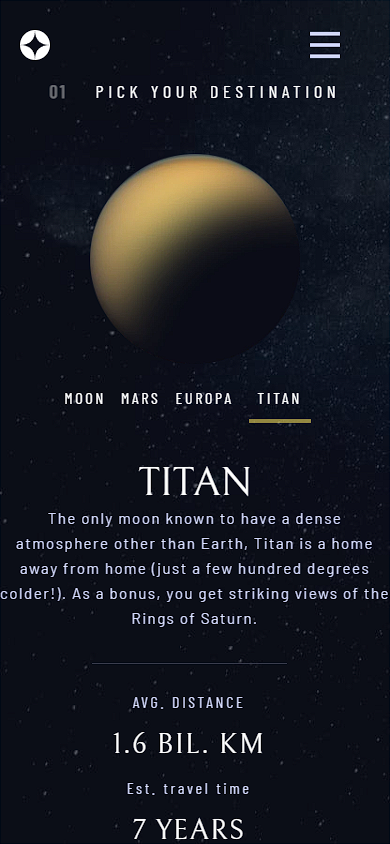 01 PICK YOUR DESTINATION
MOON MARS EUROPA TITAN
TITAN
The only moon known to have a dense
atmosphere other than Earth, Titan is a home
away from home (just a few hundred degrees
colder!). As a bonus, you get striking views of the
Rings of Saturn.
AVG. DISTANCE
1.6 BIL. KM
Est. travel time
7 YEARS